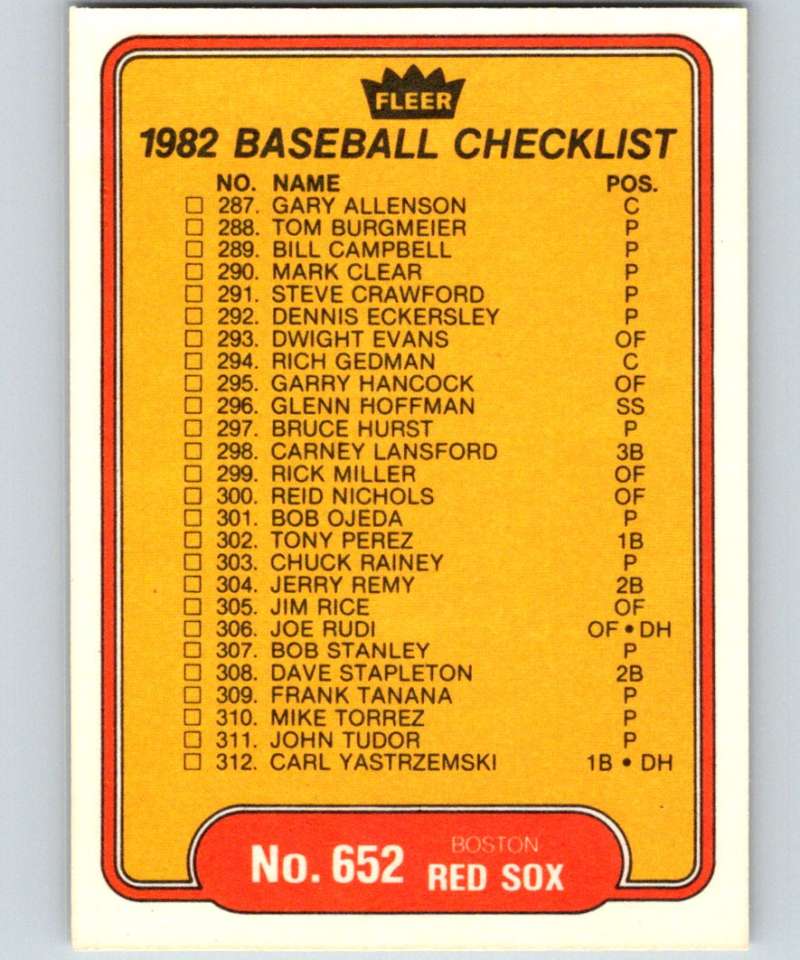 FLEER
1982 BASEBALL CHECKLIST
NO. NAME POS.
287. GARY ALLENSON C
288. TOM BURGMEIER P
289. BILL CAMPBELL P
290. MARK CLEAR P
291. STEVE CRAWFORD P
292. DENNIS ECKERSLEY P
293. DWIGHT EVANS OF
294. RICH GEDMAN C
295. GARRY HANCOCK OF
296. GLENN HOFFMAN SS
297. BRUCE HURST P
298. CARNEY LANSFORD 3B
299. RICK MILLER OF
300. REID NICHOLS OF
301. BOB OJEDA P
302. TONY PEREZ 1B
303. CHUCK RAINEY P
304. JERRY REMY 2B
305. JIM RICE OF
306. JOE RUDI OF • DH
307. BOB STANLEY P
308. DAVE STAPLETON 2B
309. FRANK TANANA P
310. MIKE TORREZ P
311. JOHN TUDOR P
312. CARL YASTRZEMSKI 1B • DH
No. 652
BOSTON
RED SOX